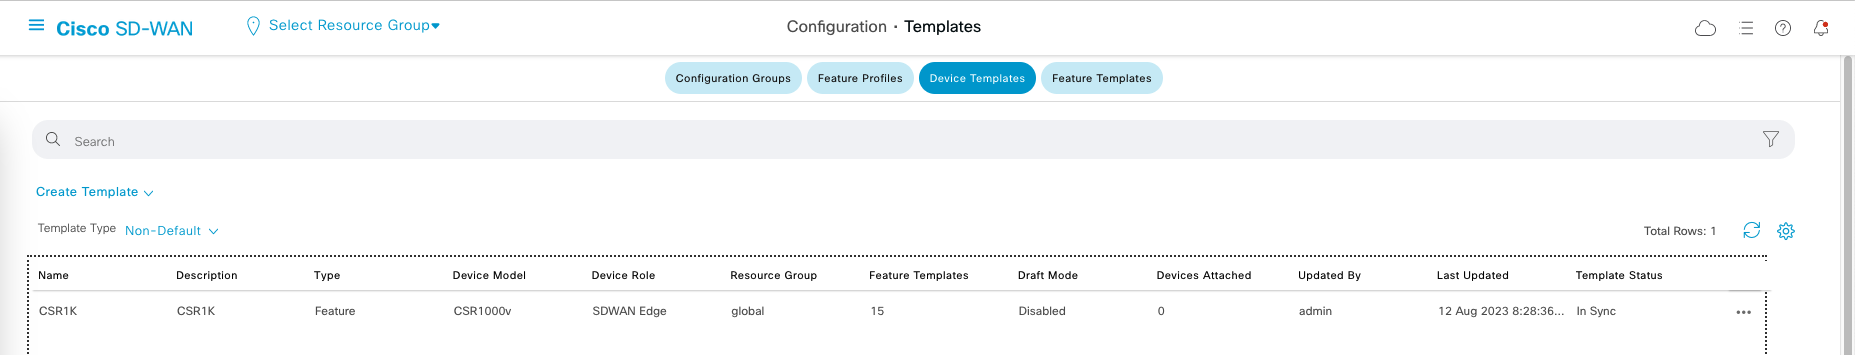 Cisco SD-WAN Select Resource Group Configuration · Templates
Configuration Groups Feature Profiles Device Templates Feature Templates
Search
Create Template
Template Type Non-Default Total Rows: 1
Name Description Type Device Model Device Role Resource Group Feature Templates Draft Mode Devices Attached Updated By Last Updated Template Status
CSR1K CSR1K Feature CSR1000v SDWAN Edge global 15 Disabled 0 admin 12 Aug 2023 8:28:36... In Sync ...